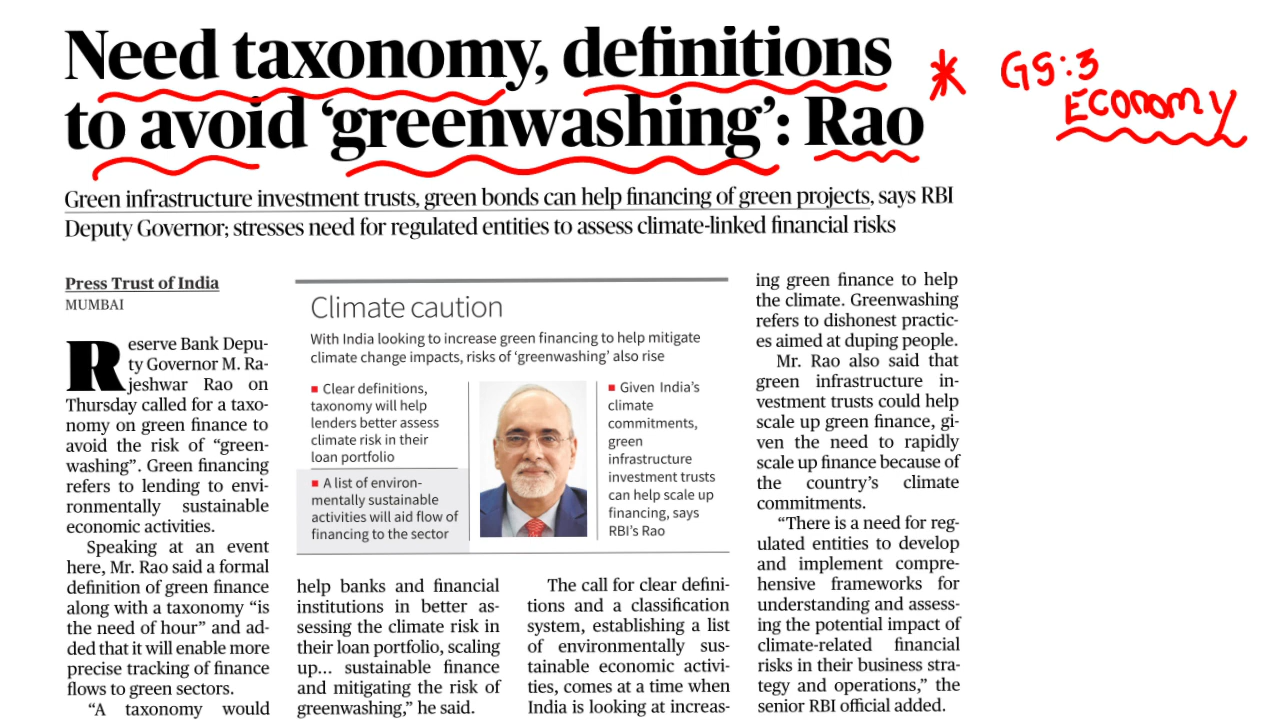 Need taxonomy, definitions
to avoid ‘greenwashing’: Rao
* GS:3
Economy
Green infrastructure investment trusts, green bonds can help financing of green projects, says RBI
Deputy Governor; stresses need for regulated entities to assess climate-linked financial risks
Press Trust of India
MUMBAI
Reserve Bank Depu-
ty Governor M. Ra-
jeshwar Rao on
Thursday called for a taxo-
nomy on green finance to
avoid the risk of “green-
washing”. Green financing
refers to lending to envi-
ronmentally sustainable
economic activities.
Speaking at an event
here, Mr. Rao said a formal
definition of green finance
along with a taxonomy “is
the need of hour” and ad-
ded that it will enable more
precise tracking of finance
flows to green sectors.
“A taxonomy would
Climate caution
With India looking to increase green financing to help mitigate
climate change impacts, risks of ‘greenwashing’ also rise
■ Clear definitions,
taxonomy will help
lenders better assess
climate risk in their
loan portfolio
■ A list of environ-
mentally sustainable
activities will aid flow of
financing to the sector
■ Given India’s
climate
commitments,
green
infrastructure
investment trusts
can help scale up
financing, says
RBI’s Rao
help banks and financial
institutions in better as-
sessing the climate risk in
their loan portfolio, scaling
up... sustainable finance
and mitigating the risk of
greenwashing,” he said.
The call for clear defini-
tions and a classification
system, establishing a list
of environmentally sus-
tainable economic activi-
ties, comes at a time when
India is looking at increas-
ing green finance to help
the climate. Greenwashing
refers to dishonest practic-
es aimed at duping people.
Mr. Rao also said that
green infrastructure in-
vestment trusts could help
scale up green finance, gi-
ven the need to rapidly
scale up finance because of
the country’s climate
commitments.
“There is a need for reg-
ulated entities to develop
and implement compre-
hensive frameworks for
understanding and assess-
ing the potential impact of
climate-related financial
risks in their business stra-
tegy and operations,” the
senior RBI official added.